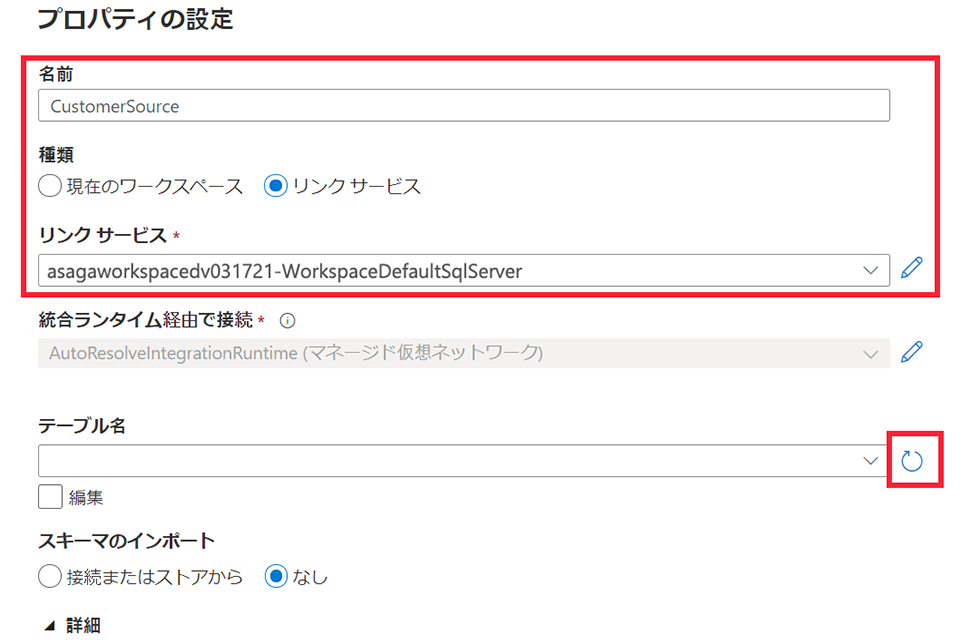 プロパティの設定
名前
CustomerSource
種類
現在のワークスペース リンク サービス
リンク サービス *
asagaworkspacedv031721-WorkspaceDefaultSqlServer
統合ランタイム経由で接続 *
AutoResolveIntegrationRuntime (マネージド仮想ネットワーク)
テーブル名
編集
スキーマのインポート
接続またはストアから なし
詳細